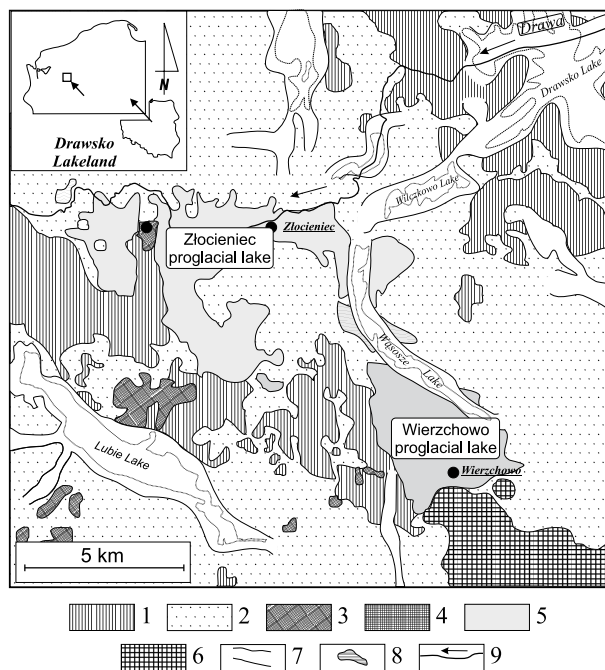 Drawa
Drawsko Lake
N
Drawsko
Lakeland
Wilczkowo Lake
Złocieniec
Złocieniec
proglacial lake
Wąsosze
Lake
Wierzchowo
proglacial lake
Lubie Lake
Wierzchowo
5 km
1 2 3 4 5
6 7 8 9